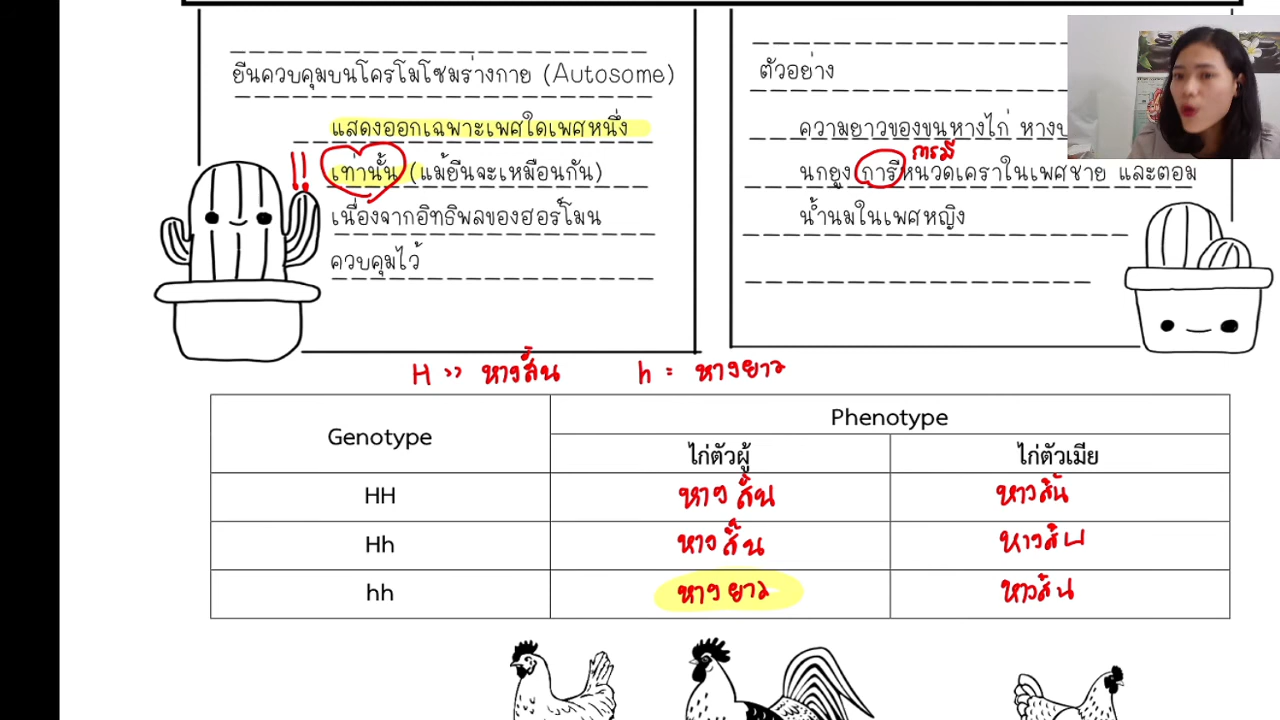 ยีนควบคุมบนโครโมโซมร่างกาย (Autosome)
แสดงออกเฉพาะเพศใดเพศหนึ่ง
เท่านั้น (แม้ยีนจะเหมือนกัน)
เนื่องจากอิทธิพลของฮอร์โมน
ควบคุมไว้
ตัวอย่าง
ความยาวของขนหางไก่
การมี
นกยูง การีหนวดเคราในเพศชาย และตอม
น้ำนมในเพศหญิง
H >> หางสั้น h = หางยาว
Genotype Phenotype
ไก่ตัวผู้ ไก่ตัวเมีย
HH หางสั้น หางสั้น
Hh หางสั้น หางสั้น
hh หางยาว หางสั้น